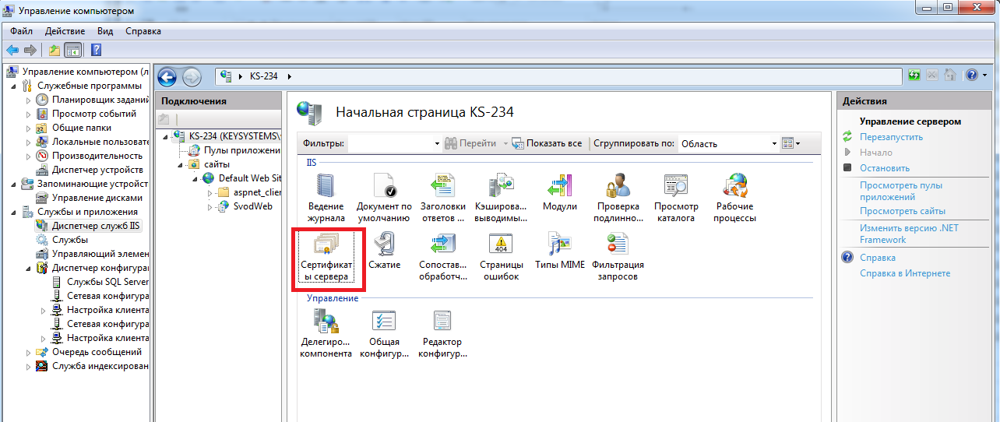 Управление компьютером
Файл Действие Вид Справка
Управление компьютером (л
Служебные программы
Планировщик заданий
Просмотр событий
Общие папки
Локальные пользовате
Производительность
Диспетчер устройств
Запоминающие устройст
Управление дисками
Службы и приложения
Диспетчер служб IIS
Службы
Управляющий элемен
Диспетчер конфигура
Службы SQL Server
Сетевая конфигура
Настройка клиента
Сетевая конфигура
Настройка клиента
Очередь сообщений
Служба индексирован
KS-234
Подключения
KS-234 (KEYSYSTEMS\
Пулы приложени
сайты
Default Web Sit
aspnet_clie
SvodWeb
Начальная страница KS-234
Фильтры: Перейти Показать все Сгруппировать по: Область
IIS
Ведение журнала
Документ по умолчанию
Заголовки ответов ...
Кэширова... выводимы...
Модули
Проверка подлинно...
Просмотр каталога
Рабочие процессы
Сертификат
ы сервера
Сжатие
Сопостав... обработч...
Страницы ошибок
Типы MIME
Фильтрация запросов
Управление
Делегиро... компонента
Общая конфигур...
Редактор конфигур...
Действия
Управление сервером
Перезапустить
Начало
Остановить
Просмотреть пулы
приложений
Просмотреть сайты
Изменить версию .NET
Framework
Справка
Справка в Интернете